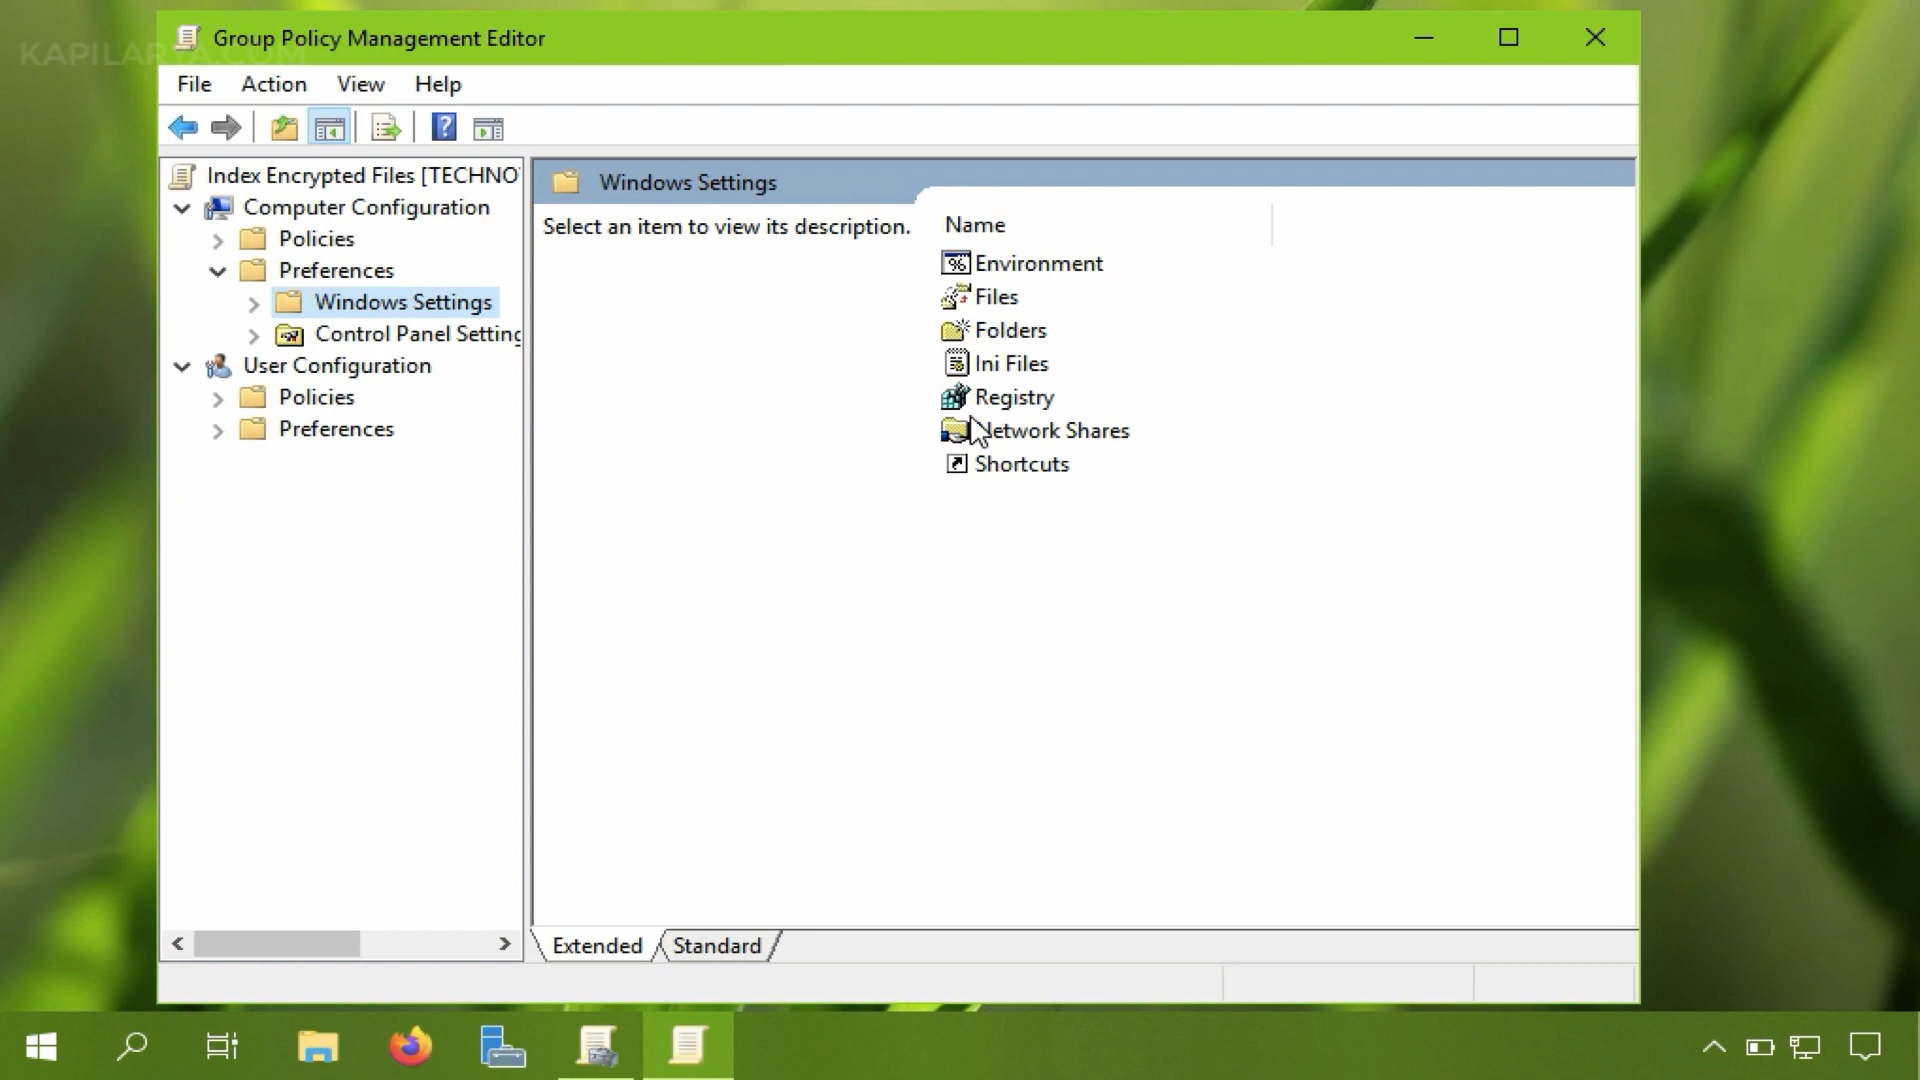 KAPILARYA.COM
Group Policy Management Editor
File Action View Help
Index Encrypted Files [TECHNO
Computer Configuration
Policies
Preferences
Windows Settings
Control Panel Setting
User Configuration
Policies
Preferences
Windows Settings
Select an item to view its description.
Name
Environment
Files
Folders
Ini Files
Registry
Network Shares
Shortcuts
Extended Standard